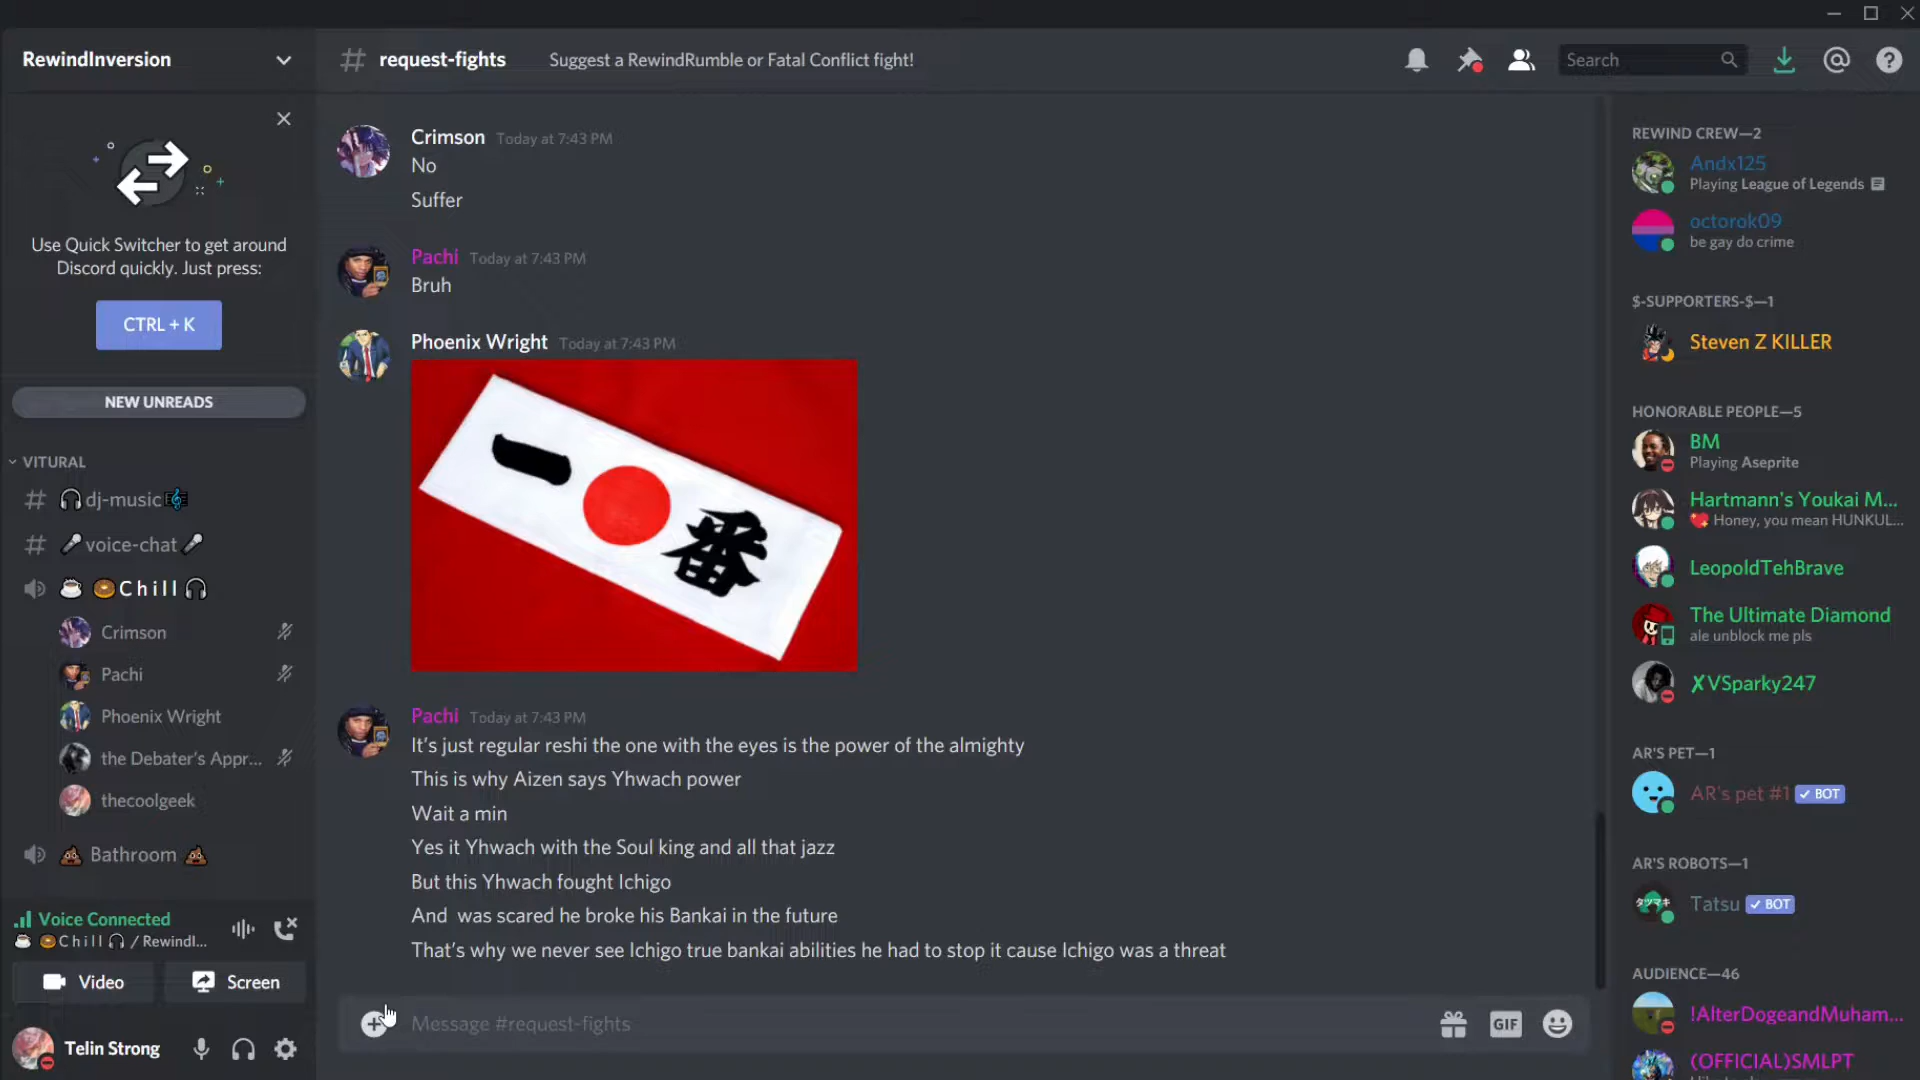 RewindInversion
request-fights
Suggest a RewindRumble or Fatal Conflict fight!
Search
Use Quick Switcher to get around
Discord quickly. Just press:
CTRL + K
NEW UNREADS
VITURAL
dj-music
voice-chat
Chill
Crimson
Pachi
Phoenix Wright
the Debater's Appr...
thecoolgeek
Bathroom
Voice Connected
Chill / Rewindl...
Video
Screen
Telin Strong
Crimson Today at 7:43 PM
No
Suffer
Pachi Today at 7:43 PM
Bruh
Phoenix Wright Today at 7:43 PM
一番
Pachi Today at 7:43 PM
It's just regular reshi the one with the eyes is the power of the almighty
This is why Aizen says Yhwach power
Wait a min
Yes it Yhwach with the Soul king and all that jazz
But this Yhwach fought Ichigo
And was scared he broke his Bankai in the future
That's why we never see Ichigo true bankai abilities he had to stop it cause Ichigo was a threat
Message #request-fights
GIF
REWIND CREW—2
Andx125
Playing League of Legends
octorok09
be gay do crime
$-SUPPORTERS-$—1
Steven Z KILLER
HONORABLE PEOPLE—5
BM
Playing Aseprite
Hartmann's Youkai M...
Honey, you mean HUNKUL...
LeopoldTehBrave
The Ultimate Diamond
ale unblock me pls
✗VSparky247
AR'S PET—1
AR's pet #1 BOT
AR'S ROBOTS—1
タツマキ
Tatsu BOT
AUDIENCE—46
!AlterDogeandMuham...
(OFFICIAL)SMLPT